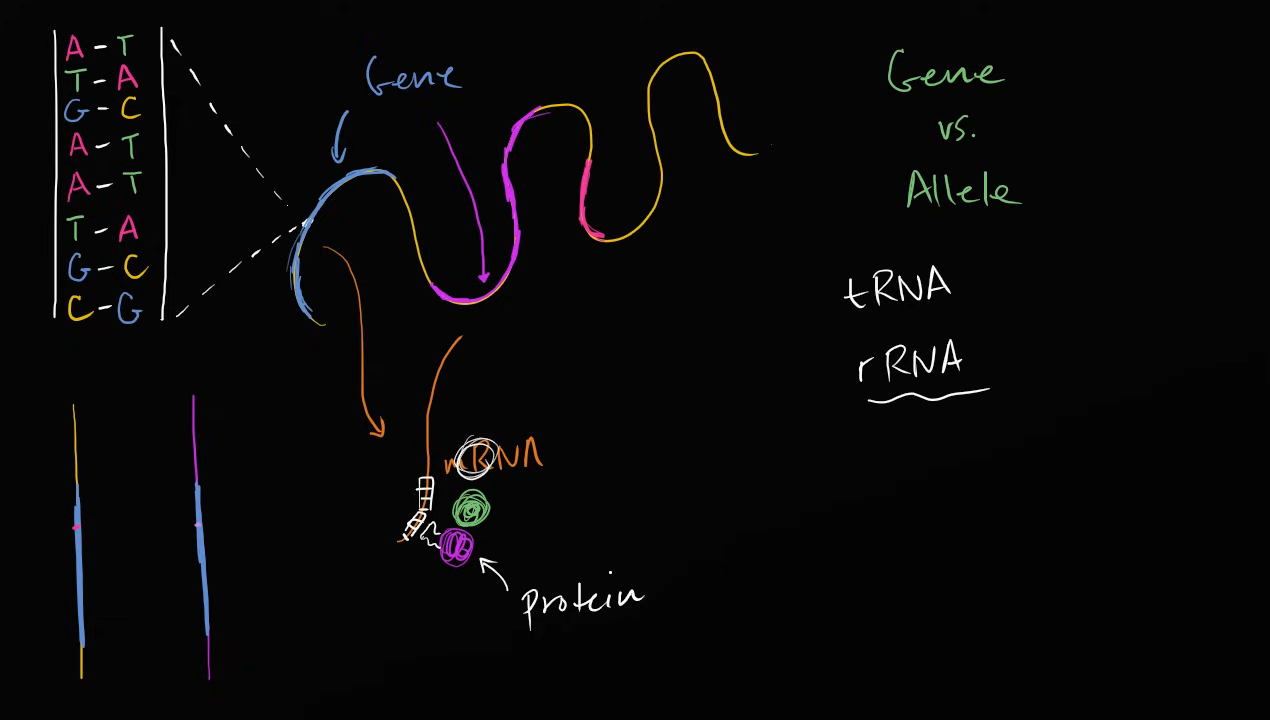 A-T
T-A
G-C
A-T
A-T
T-A
G-C
C-G
Gene
Gene
vs.
Allele
tRNA
rRNA
mRNA
protein